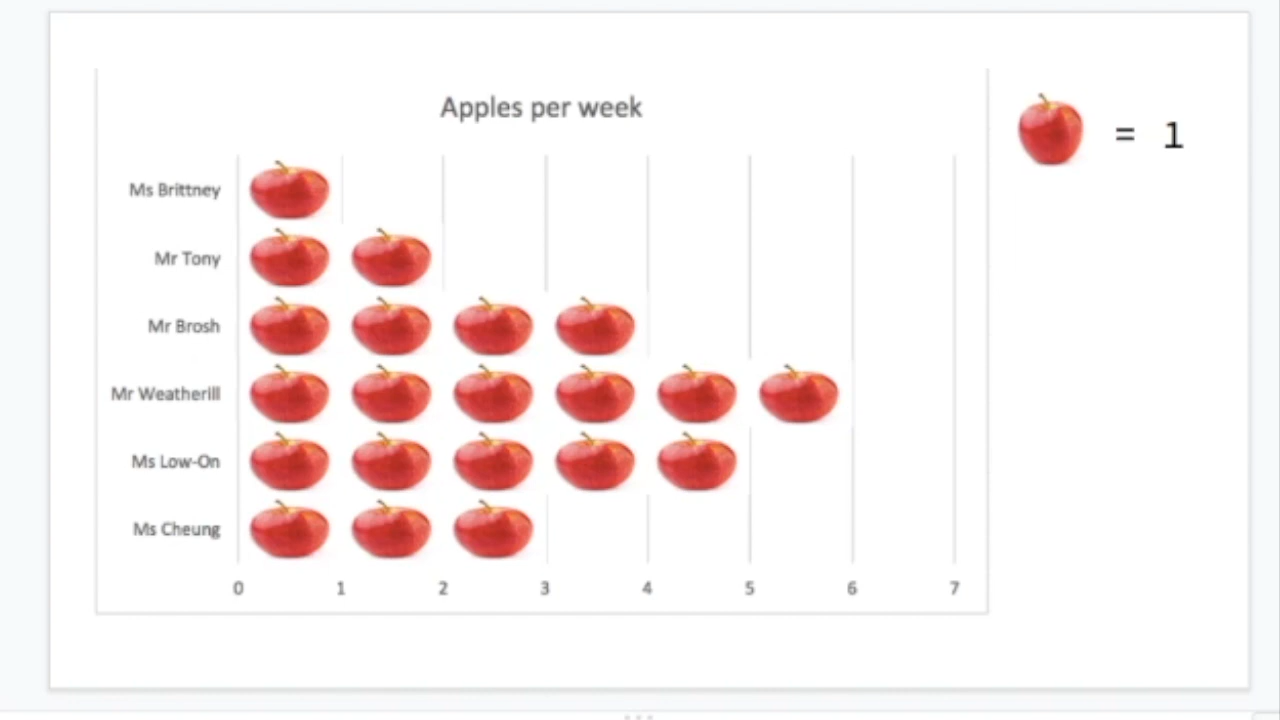 Apples per week
= 1
Ms Brittney
Mr Tony
Mr Brosh
Mr Weatherill
Ms Low-On
Ms Cheung
0 1 2 3 4 5 6 7